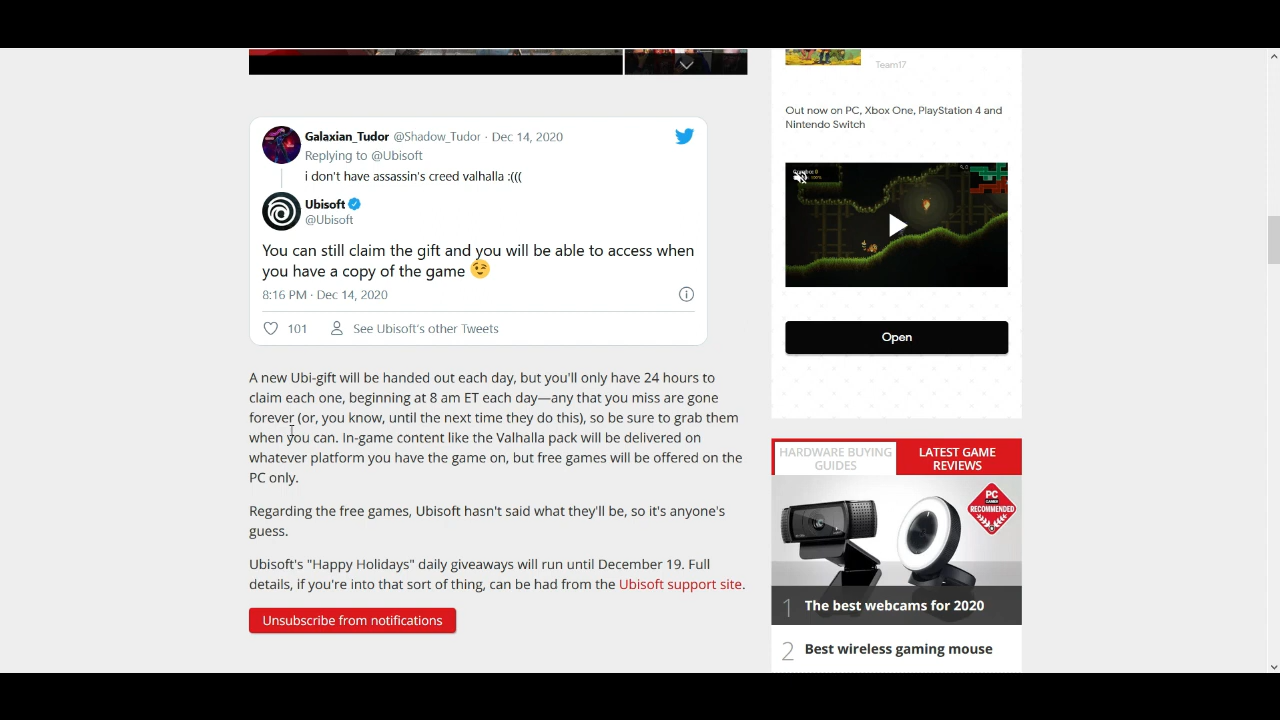 Galaxian_Tudor @Shadow_Tudor · Dec 14, 2020
Replying to @Ubisoft
i don't have assassin's creed valhalla :(((
Ubisoft
@Ubisoft
You can still claim the gift and you will be able to access when
you have a copy of the game 😉
8:16 PM · Dec 14, 2020
101 See Ubisoft's other Tweets
A new Ubi-gift will be handed out each day, but you'll only have 24 hours to
claim each one, beginning at 8 am ET each day—any that you miss are gone
forever (or, you know, until the next time they do this), so be sure to grab them
when you can. In-game content like the Valhalla pack will be delivered on
whatever platform you have the game on, but free games will be offered on the
PC only.
Regarding the free games, Ubisoft hasn't said what they'll be, so it's anyone's
guess.
Ubisoft's "Happy Holidays" daily giveaways will run until December 19. Full
details, if you're into that sort of thing, can be had from the Ubisoft support site.
Unsubscribe from notifications
Team17
Out now on PC, Xbox One, PlayStation 4 and
Nintendo Switch
Open
HARDWARE BUYING
GUIDES
LATEST GAME
REVIEWS
PC
GAMER
RECOMMENDED
1 The best webcams for 2020
2 Best wireless gaming mouse